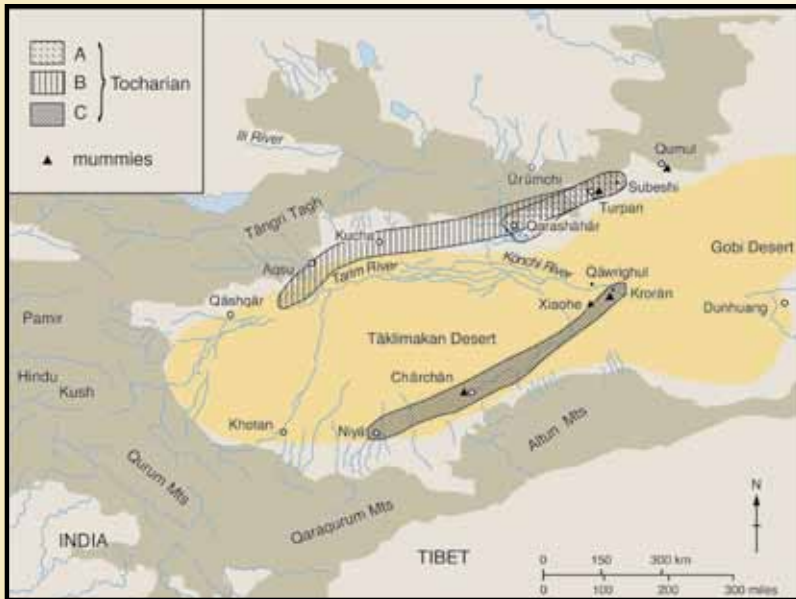 A
B
C
Tocharian
▲ mummies
Ili River
Ürümchi
Qumul
Subeshi
Turpan
Tängri Tagh
Kucha
Qarashähär
Aqsu
Tarim River
Könchi River
Gobi Desert
Qäshqär
Qäwrighul
Krorän
Xiaohe
Dunhuang
Pamir
Täklimakan Desert
Hindu
Kush
Chärchän
Khotan
Niyä
Altun Mts
Qurum Mts
Qaraqurum Mts
N
INDIA
TIBET
0 150 300 km
0 100 200 300 miles